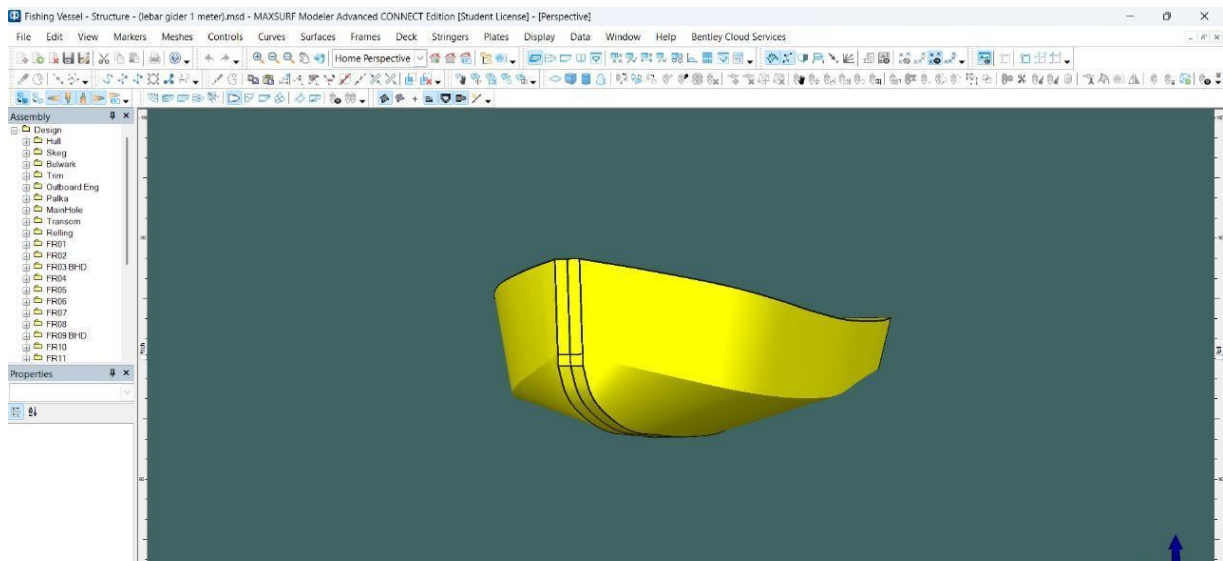 Fishing Vessel - Structure - (lebar gider 1 meter).msd - MAXSURF Modeler Advanced CONNECT Edition [Student License] - [Perspective]
File Edit View Markers Meshes Controls Curves Surfaces Frames Deck Stringers Plates Display Data Window Help Bentley Cloud Services
Home Perspective
Assembly
Design
Hull
Skeg
Bulwark
Trim
Outboard Eng
Palka
MainHole
Transom
Relling
FR01
FR02
FR03 BHD
FR04
FR05
FR06
FR07
FR08
FR09 BHD
FR10
FR11
Properties